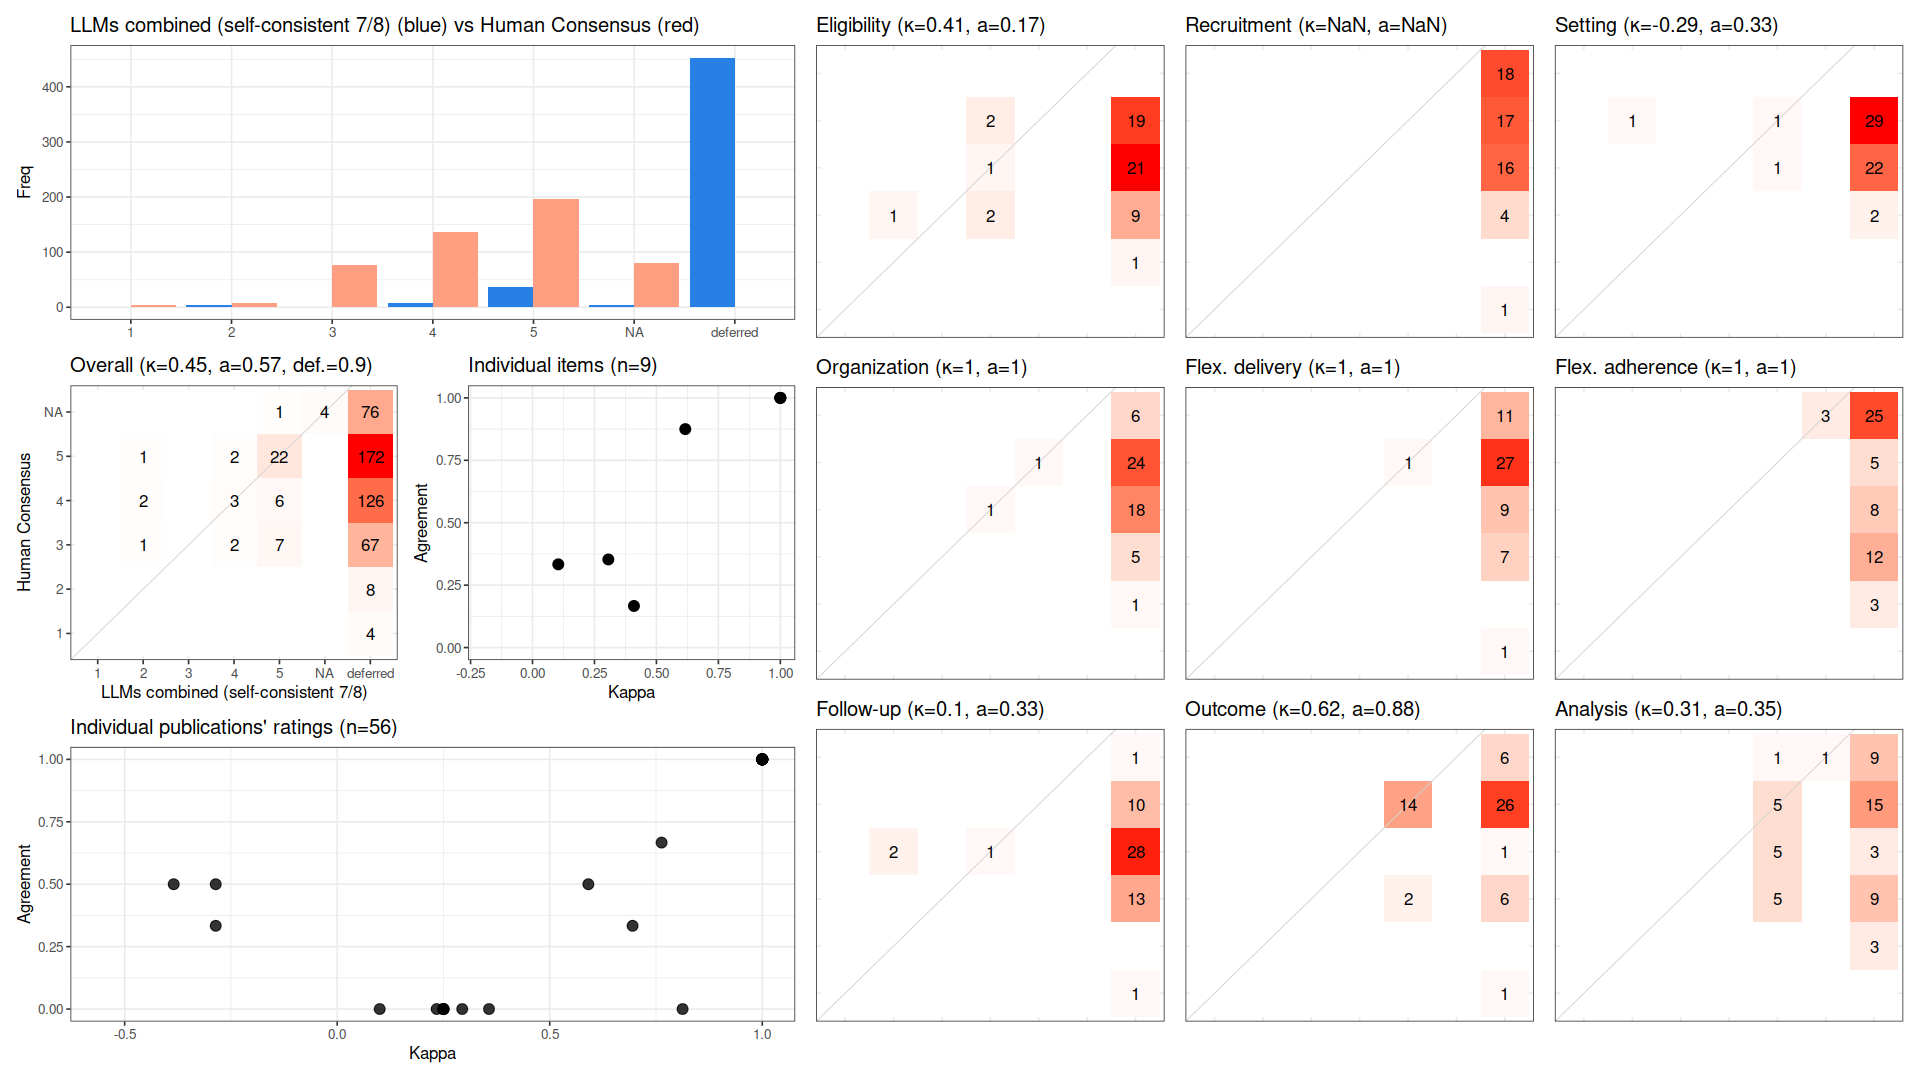 LLMs combined (self-consistent 7/8) (blue) vs Human Consensus (red)
Freq
400
300
200
100
0
1 2 3 4 5 NA deferred
Overall (κ=0.45, a=0.57, def.=0.9)
Human Consensus
NA 1 4 76
5 1 2 22 172
4 2 3 6 126
3 1 2 7 67
2 8
1 4
1 2 3 4 5 NA deferred
LLMs combined (self-consistent 7/8)
Individual items (n=9)
Agreement
1.00
0.75
0.50
0.25
0.00
-0.25 0.00 0.25 0.50 0.75 1.00
Kappa
Individual publications' ratings (n=56)
Agreement
1.00
0.75
0.50
0.25
0.00
-0.5 0.0 0.5 1.0
Kappa
Eligibility (κ=0.41, a=0.17)
2 19
1 21
1 2 9
1
Recruitment (κ=NaN, a=NaN)
18
17
16
4
1
Setting (κ=-0.29, a=0.33)
1 1 29
1 22
2
Organization (κ=1, a=1)
6
1 24
1 18
5
1
Flex. delivery (κ=1, a=1)
11
1 27
9
7
1
Flex. adherence (κ=1, a=1)
3 25
5
8
12
3
Follow-up (κ=0.1, a=0.33)
1
10
2 1 28
13
1
Outcome (κ=0.62, a=0.88)
6
14 26
1
2 6
1
Analysis (κ=0.31, a=0.35)
1 1 9
5 15
5 3
5 9
3